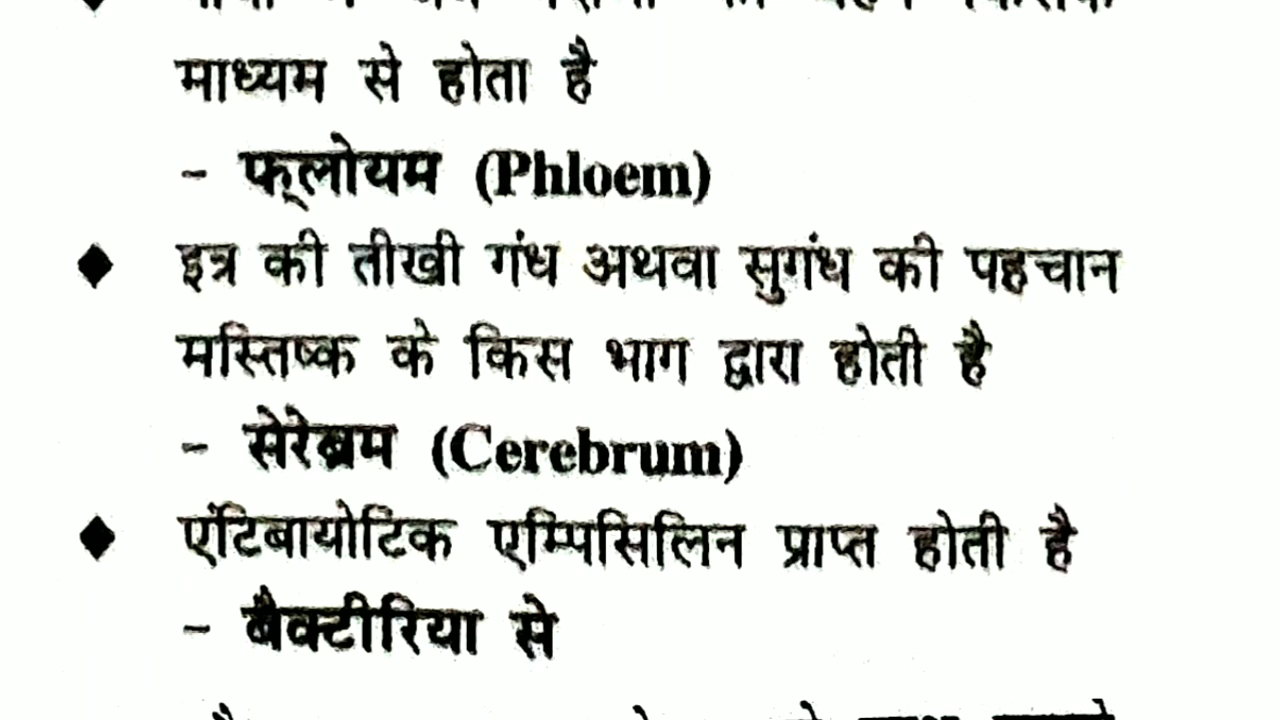 माध्यम से होता है
- फ्लोयम (Phloem)
◆ इत्र की तीखी गंध अथवा सुगंध की पहचान
मस्तिष्क के किस भाग द्वारा होती है
- सेरेब्रम (Cerebrum)
◆ एंटिबायोटिक एम्पिसिलिन प्राप्त होती है
- बैक्टीरिया से